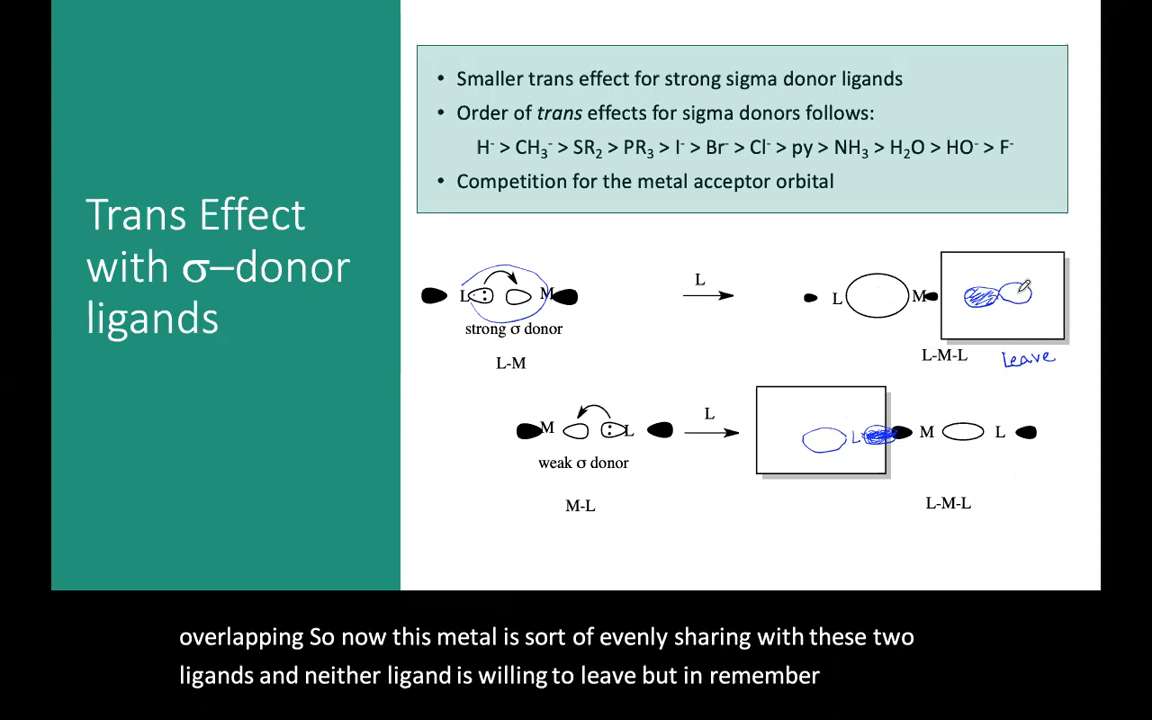 Trans Effect
with σ–donor
ligands
• Smaller trans effect for strong sigma donor ligands
• Order of trans effects for sigma donors follows:
H⁻ > CH₃⁻ > SR₂ > PR₃ > I⁻ > Br⁻ > Cl⁻ > py > NH₃ > H₂O > HO⁻ > F⁻
• Competition for the metal acceptor orbital
L : M
strong σ donor
L-M
L
L M
L-M-L
Leave
M : L
weak σ donor
M-L
L
L M L
L-M-L
overlapping So now this metal is sort of evenly sharing with these two
ligands and neither ligand is willing to leave but in remember